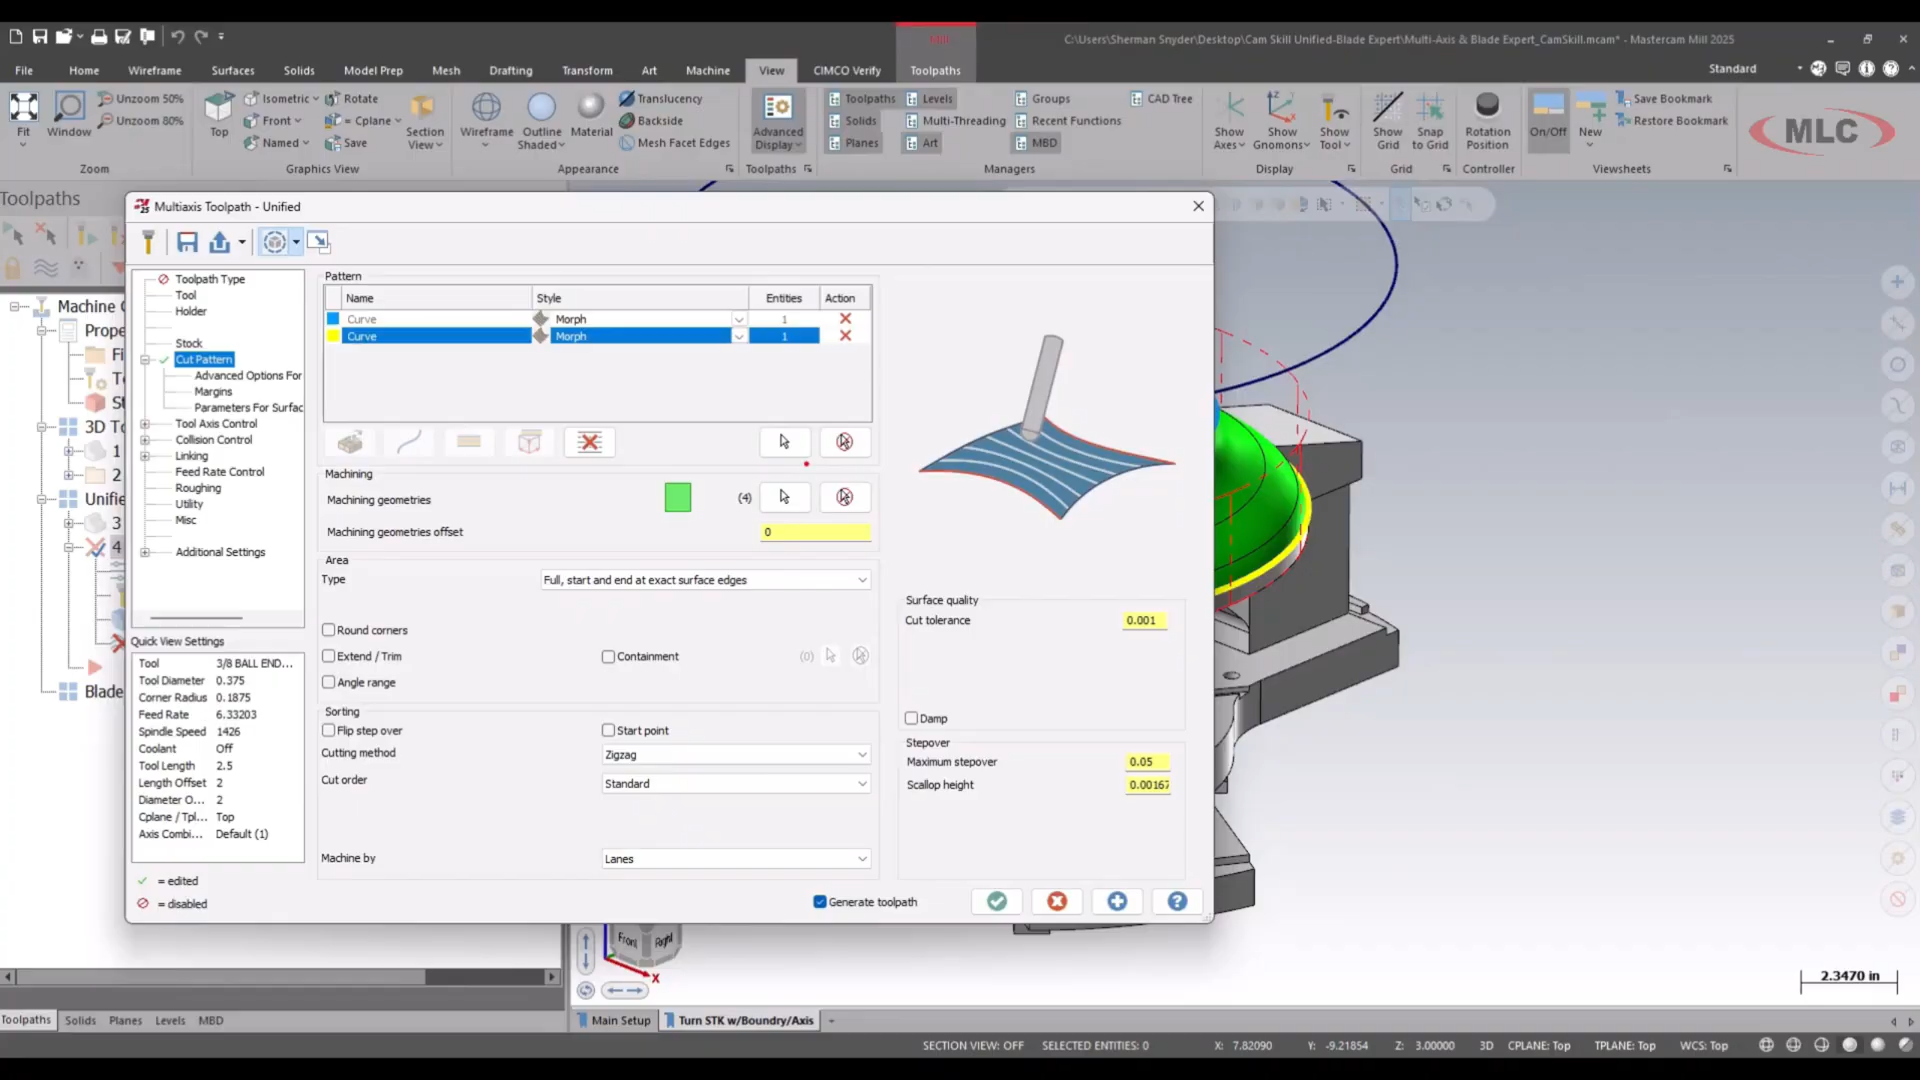 Mill
C:\Users\Sherman Snyder\Desktop\Cam Skill Unified-Blade Expert\Multi-Axis & Blade Expert_CamSkill.mcam* - Mastercam Mill 2025
File Home Wireframe Surfaces Solids Model Prep Mesh Drafting Transform Art Machine View CIMCO Verify Toolpaths Standard
Fit Window Unzoom 50% Unzoom 80% Zoom
Top Isometric Front Named Rotate = Cplane Save Section View Graphics View
Wireframe Outline Shaded Material Translucency Backside Mesh Facet Edges Appearance
Advanced Display Toolpaths
Toolpaths Levels Groups CAD Tree
Solids Multi-Threading Recent Functions
Planes Art MBD
Managers
Show Axes Show Gnomons Show Tool Display
Show Grid Snap to Grid Grid
Rotation Position Controller
On/Off New Save Bookmark Restore Bookmark Viewsheets
MLC
Toolpaths
Machine
Prope
Fi
T
St
3D To
1
2
Unifie
3
4
Blade
Multiaxis Toolpath - Unified
Toolpath Type
Tool
Holder
Stock
Cut Pattern
Advanced Options For
Margins
Parameters For Surfac
Tool Axis Control
Collision Control
Linking
Feed Rate Control
Roughing
Utility
Misc
Additional Settings
Quick View Settings
Tool 3/8 BALL END...
Tool Diameter 0.375
Corner Radius 0.1875
Feed Rate 6.33203
Spindle Speed 1426
Coolant Off
Tool Length 2.5
Length Offset 2
Diameter O... 2
Cplane / Tpl... Top
Axis Combi... Default (1)
= edited
= disabled
Pattern
Name Style Entities Action
Curve Morph 1
Curve Morph 1
Machining
Machining geometries (4)
Machining geometries offset 0
Area
Type Full, start and end at exact surface edges
Round corners
Extend / Trim Containment (0)
Angle range
Sorting
Flip step over Start point
Cutting method Zigzag
Cut order Standard
Machine by Lanes
Surface quality
Cut tolerance 0.001
Damp
Stepover
Maximum stepover 0.05
Scallop height 0.00167
Generate toolpath
Front Right
X
2.3470 in
Toolpaths Solids Planes Levels MBD
Main Setup Turn STK w/Boundry/Axis
SECTION VIEW: OFF SELECTED ENTITIES: 0 X: 7.82090 Y: -9.21854 Z: 3.00000 3D CPLANE: Top TPLANE: Top WCS: Top